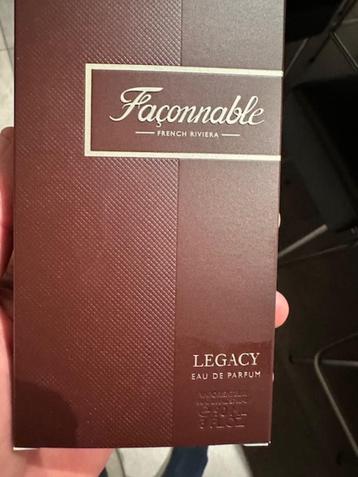 Façonnable
FRENCH RIVIERA
LEGACY
EAU DE PARFUM